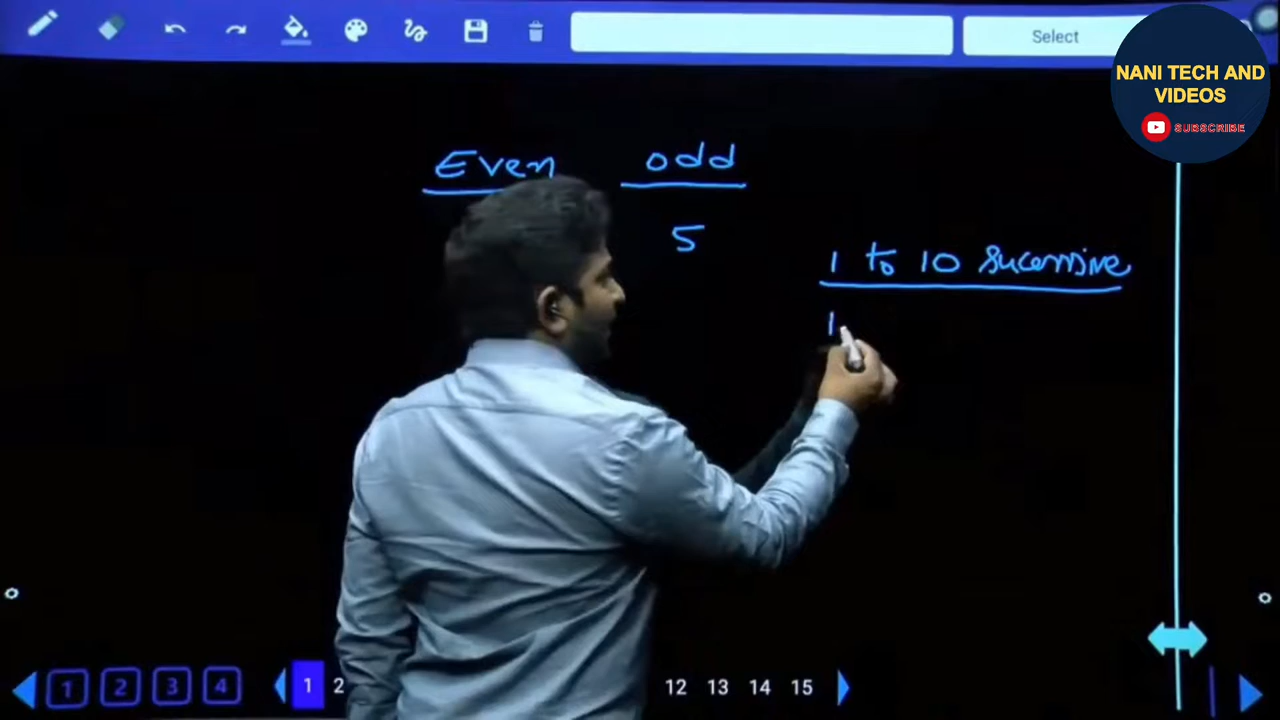 Select
NANI TECH AND
VIDEOS
SUBSCRIBE
Even odd
5
1 to 10 Sucessive
1
1 2 3 4 1 2 12 13 14 15